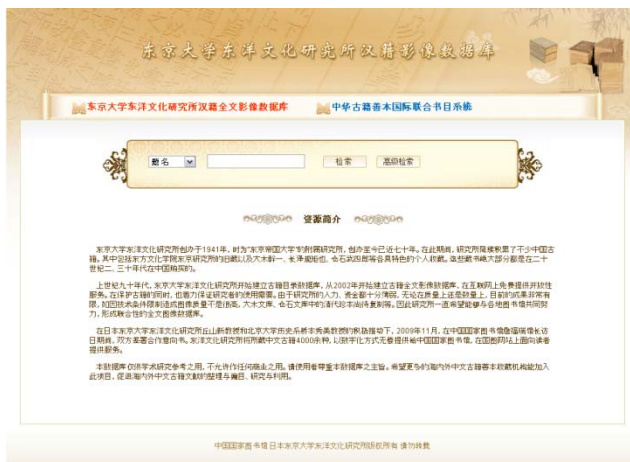 东京大学东洋文化研究所汉籍影像数据库
东京大学东洋文化研究所汉籍全文影像数据库
中华古籍善本国际联合书目系统
题名
检索
高级检索
资源简介
东京大学东洋文化研究所创办于1941年，时为"东京帝国大学"的附属研究所，创办至今已近七十年。在此期间，研究所陆续积累了不少中国古
籍。其中包括东方文化学院东京研究所的旧藏以及大木幹一、长泽规矩也、仓石武四郎等各具特色的个人收藏。这些藏书绝大部分都是在二十
世纪二、三十年代在中国购买的。
上世纪九十年代，东京大学东洋文化研究所开始建立古籍目录数据库，从2002年开始建立古籍全文影像数据库，在互联网上免费提供开放性
服务。在保护古籍的同时，也致力保证研究者的使用需要。由于研究所的人力、资金都十分薄弱，无论在质量上还是数量上，目前的成果非常有
限，如因技术条件限制造成图像质量不是很高，大木文库、仓石文库中的清代珍本尚待复制等。因此研究所一直希望能够与各地图书馆共同努
力，形成联合性的全文图像数据库。
在日本东京大学东洋文化研究所丘山新教授和北京大学历史系桥本秀美教授的积极推动下，2009年11月，在中国国家图书馆詹福瑞馆长访
日期间，双方签署合作意向书。东洋文化研究所将所藏中文古籍4000余种，以数字化方式无偿提供给中国国家图书馆，在国图网站上面向读者
提供服务。
本数据库仅供学术研究参考之用，不允许作任何商业之用。请使用者尊重本数据库之主旨。希望更多的海内外中文古籍善本收藏机构能加入
此项目，促进海内外中文古籍文献的整理与编目、研究与利用。
中国国家图书馆 日本东京大学东洋文化研究所版权所有 请勿转载